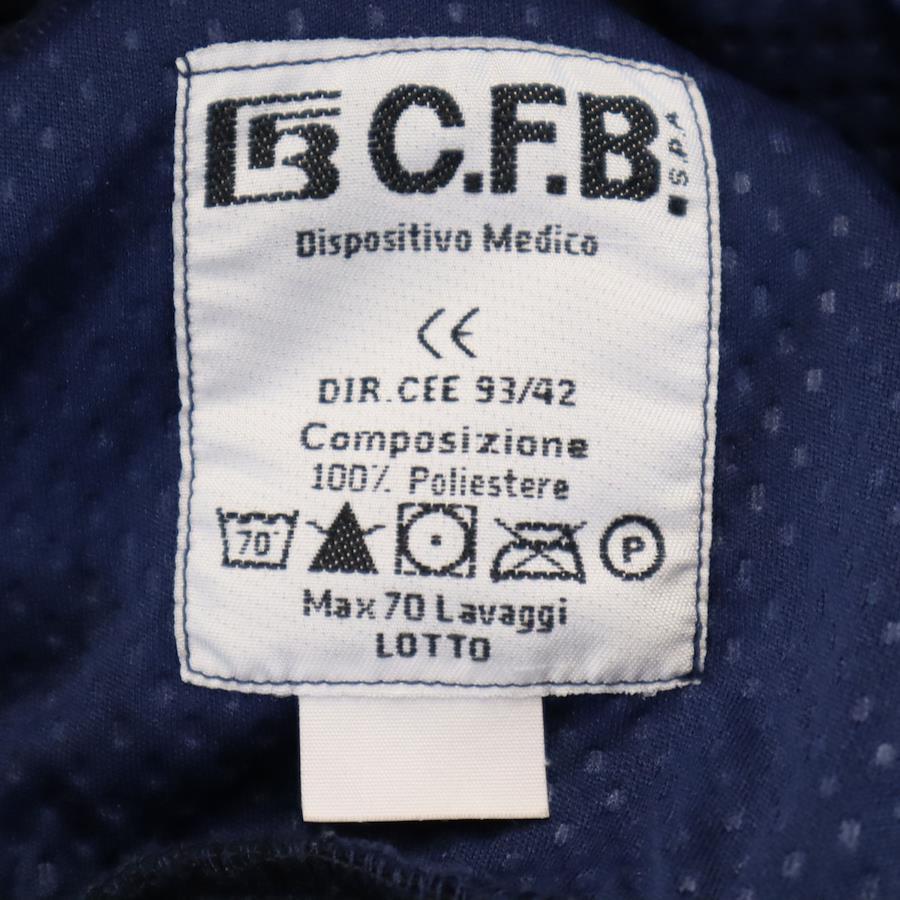 C.F.B. S.P.A
Dispositivo Medico
CE
DIR.CEE 93/42
Composizione
100% Poliestere
70° P
Max 70 Lavaggi
LOTTO